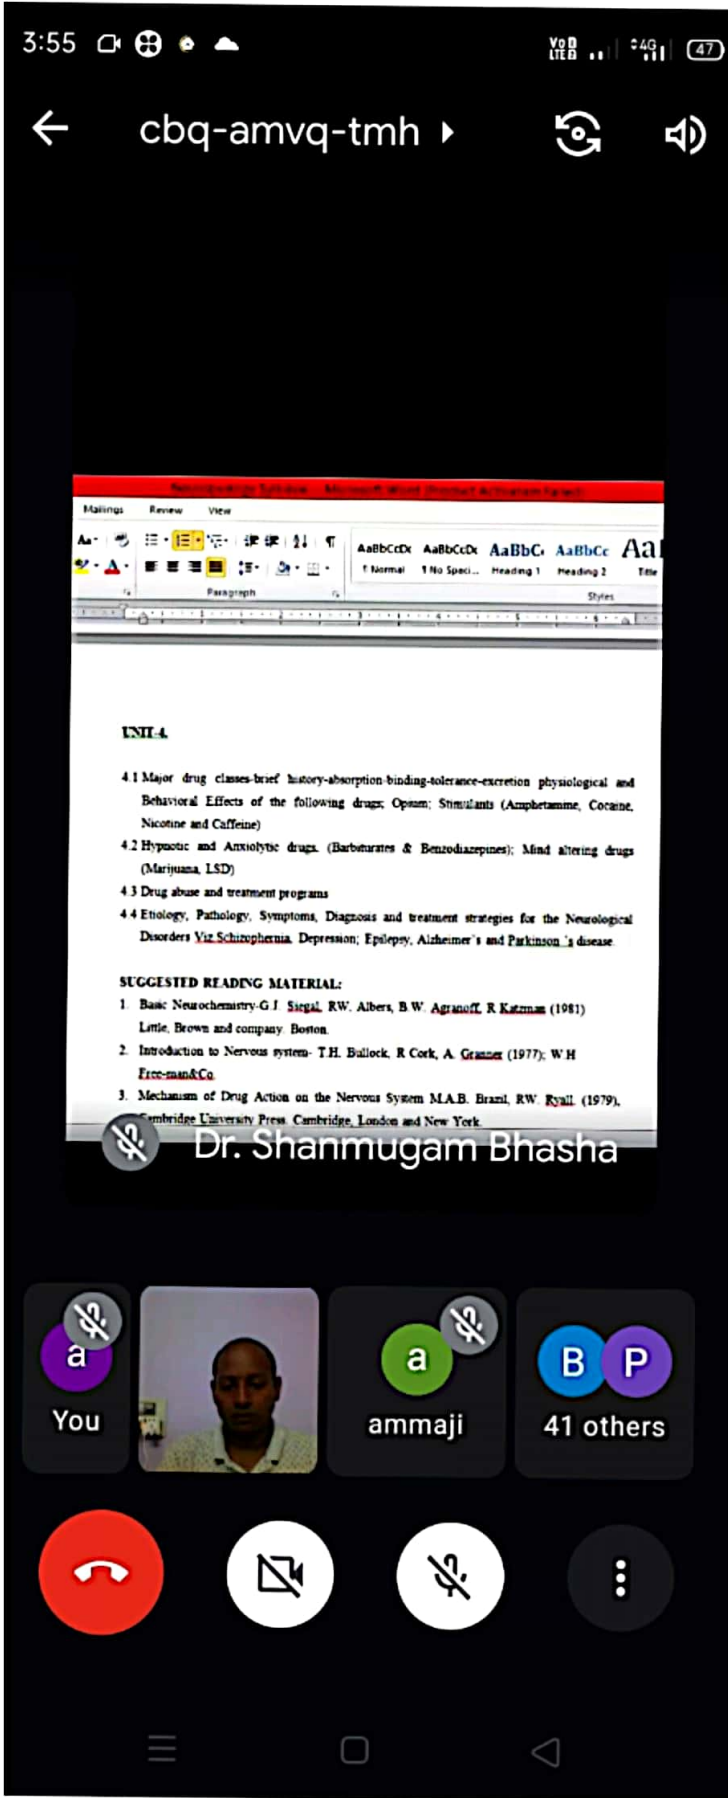 3:55
Vo
LTE 2
4G
47
cbq-amvq-tmh
Mailings Review View
Aa
AaBbCcDc AaBbCcDc AaBbC AaBbCc AaI
¶ Normal ¶ No Spaci... Heading 1 Heading 2 Title
Paragraph
Styles
UNIT-4.
4.1 Major drug classes-brief history-absorption-binding-tolerance-excretion physiological and
Behavioral Effects of the following drugs; Opium; Stimulants (Amphetamine, Cocaine,
Nicotine and Caffeine)
4.2 Hypnotic and Anxiolytic drugs. (Barbiturates & Benzodiazepines); Mind altering drugs
(Marijuana, LSD)
4.3 Drug abuse and treatment programs
4.4 Etiology, Pathology, Symptoms, Diagnosis and treatment strategies for the Neurological
Disorders Viz Schizophernia, Depression; Epilepsy, Alzheimer's and Parkinson 's disease.
SUGGESTED READING MATERIAL:
1. Basic Neurochemistry-G.J. Siegal, RW. Albers, B.W. Agranoff, R Katzman (1981)
Little, Brown and company. Boston.
2. Introduction to Nervous system- T.H. Bullock, R Cork, A. Granner (1977); W.H
Free-man&Co.
3. Mechanism of Drug Action on the Nervous System M.A.B. Brazil, RW. Ryall. (1979),
Cambridge University Press. Cambridge, London and New York.
Dr. Shanmugam Bhasha
a
You
a
ammaji
B P
41 others